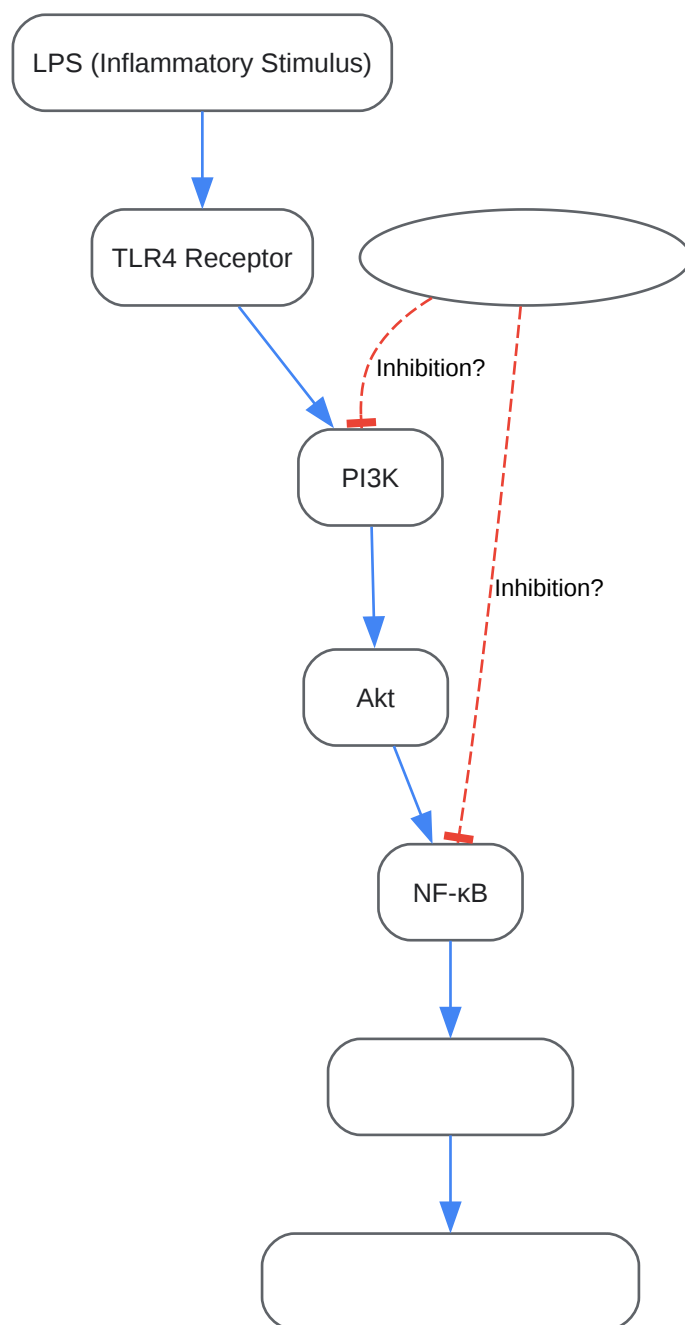 LPS (Inflammatory Stimulus)
TLR4 Receptor
Inhibition?
PI3K
Inhibition?
Akt
NF-κB